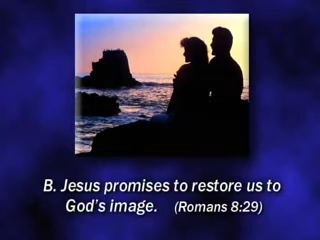 B. Jesus promises to restore us to
God's image. (Romans 8:29)